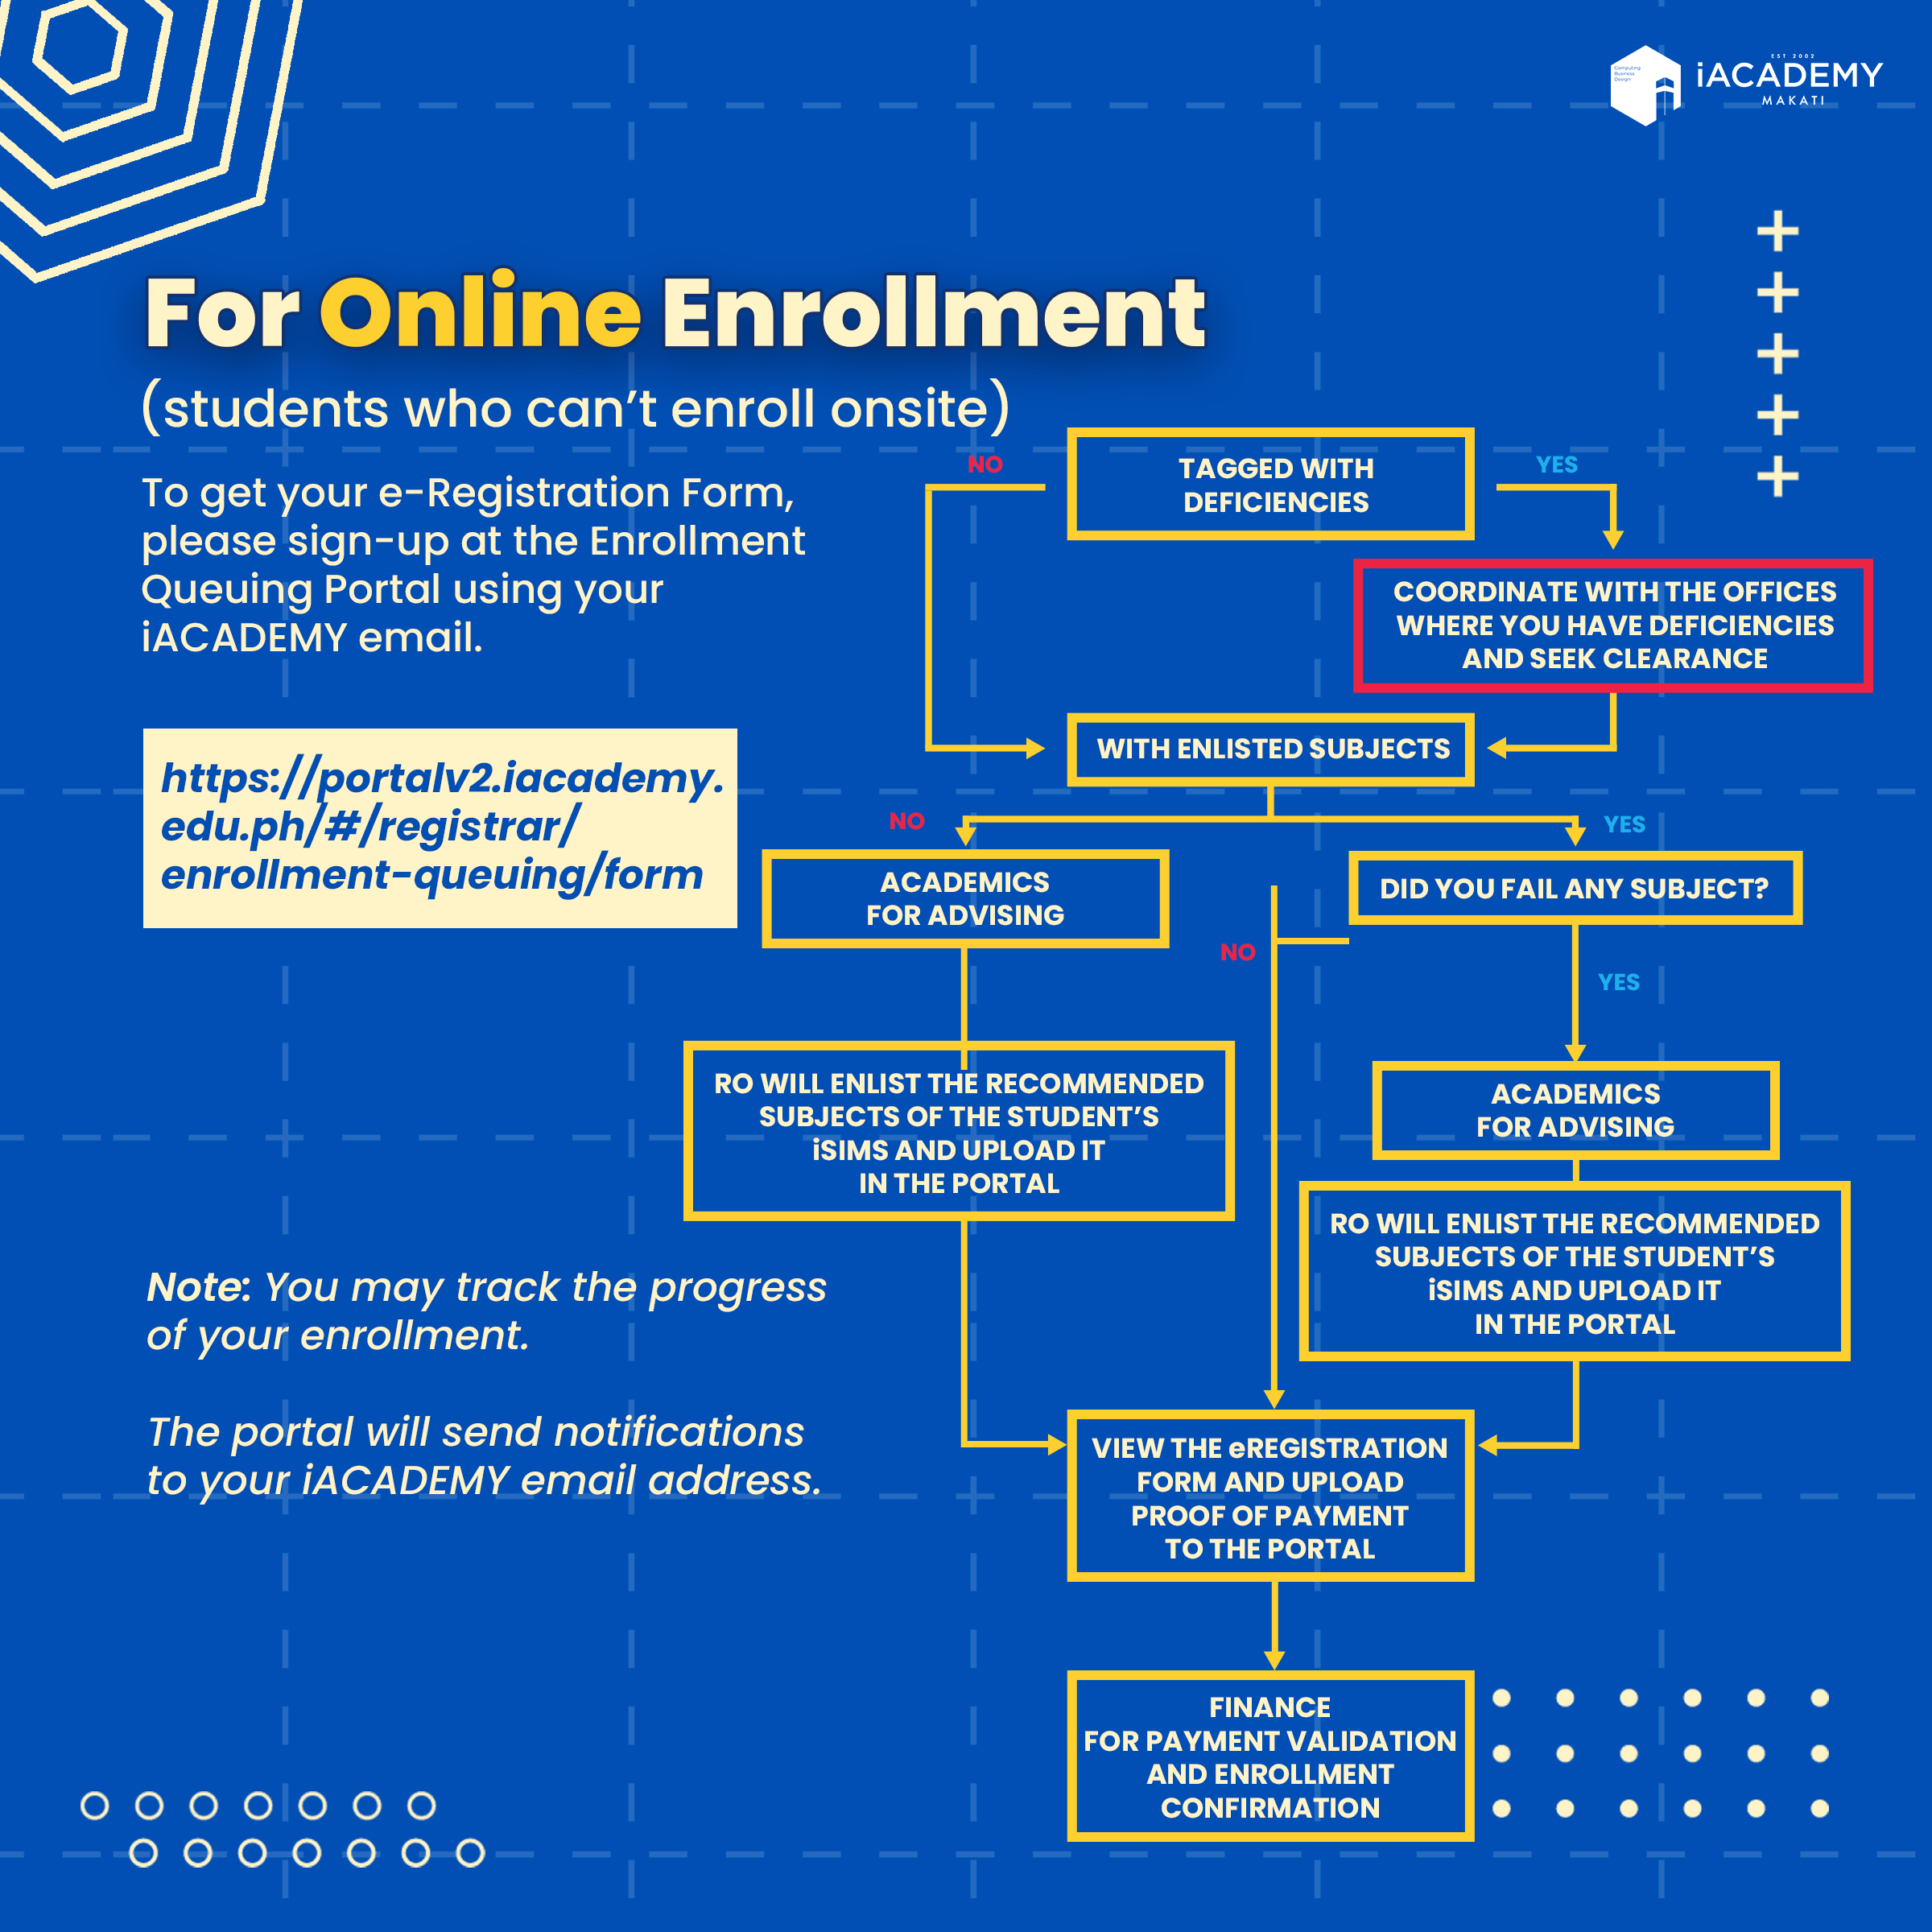 Computing
Business
Design
EST 2002
iACADEMY
MAKATI
For Online Enrollment
(students who can't enroll onsite)
To get your e-Registration Form,
please sign-up at the Enrollment
Queuing Portal using your
iACADEMY email.
https://portalv2.iacademy.
edu.ph/#/registrar/
enrollment-queuing/form
Note: You may track the progress
of your enrollment.
The portal will send notifications
to your iACADEMY email address.
TAGGED WITH
DEFICIENCIES
NO
YES
COORDINATE WITH THE OFFICES
WHERE YOU HAVE DEFICIENCIES
AND SEEK CLEARANCE
WITH ENLISTED SUBJECTS
NO
YES
ACADEMICS
FOR ADVISING
DID YOU FAIL ANY SUBJECT?
NO
YES
RO WILL ENLIST THE RECOMMENDED
SUBJECTS OF THE STUDENT'S
iSIMS AND UPLOAD IT
IN THE PORTAL
ACADEMICS
FOR ADVISING
RO WILL ENLIST THE RECOMMENDED
SUBJECTS OF THE STUDENT'S
iSIMS AND UPLOAD IT
IN THE PORTAL
VIEW THE eREGISTRATION
FORM AND UPLOAD
PROOF OF PAYMENT
TO THE PORTAL
FINANCE
FOR PAYMENT VALIDATION
AND ENROLLMENT
CONFIRMATION